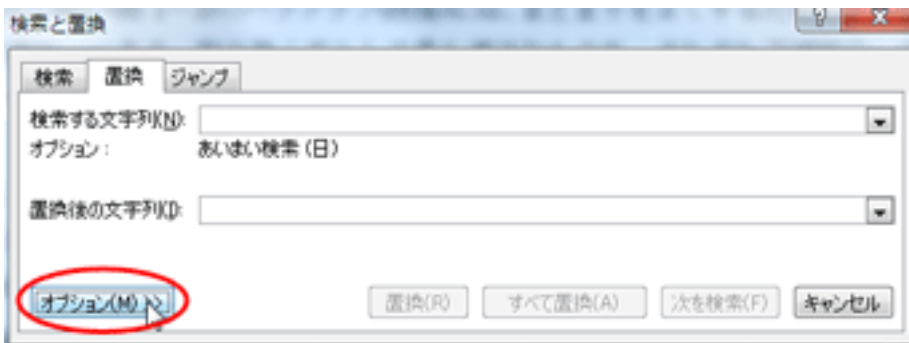 検索と置換
検索 置換 ジャンプ
検索する文字列(N):
オプション： あいまい検索 (日)
置換後の文字列(I):
オプション(M) >>
置換(R) すべて置換(A) 次を検索(F) キャンセル